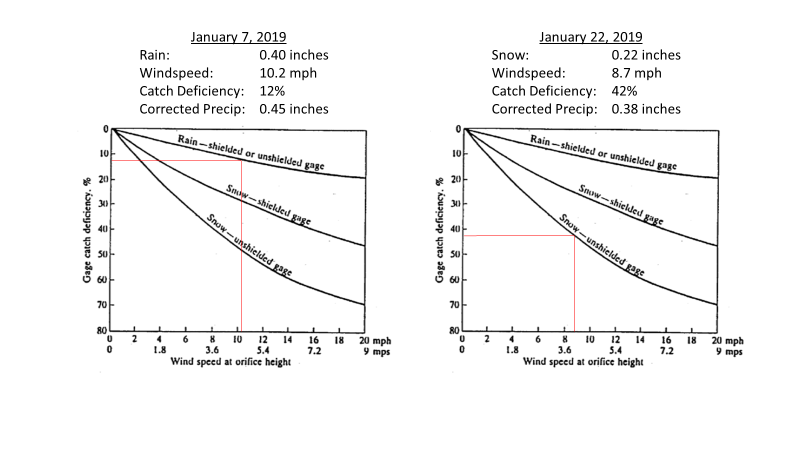 January 7, 2019
Rain: 0.40 inches
Windspeed: 10.2 mph
Catch Deficiency: 12%
Corrected Precip: 0.45 inches
0
10
20
30
40
50
60
70
80
Gage catch deficiency, %
Rain—shielded or unshielded gage
Snow—shielded gage
Snow—unshielded gage
0 2 4 6 8 10 12 14 16 18 20 mph
0 1.8 3.6 5.4 7.2 9 mps
Wind speed at orifice height
January 22, 2019
Snow: 0.22 inches
Windspeed: 8.7 mph
Catch Deficiency: 42%
Corrected Precip: 0.38 inches
0
10
20
30
40
50
60
70
80
Gage catch deficiency, %
Rain—shielded or unshielded gage
Snow—shielded gage
Snow—unshielded gage
0 2 4 6 8 10 12 14 16 18 20 mph
0 1.8 3.6 5.4 7.2 9 mps
Wind speed at orifice height